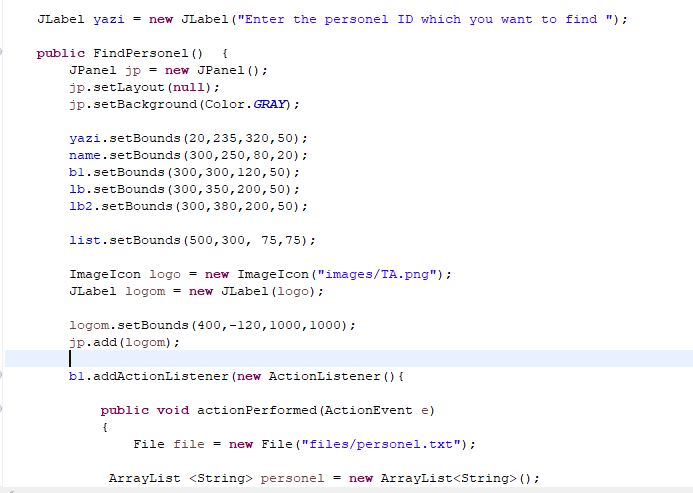 JLabel yazi = new JLabel("Enter the personel ID which you want to find ");
public FindPersonel()  {
JPanel jp = new JPanel();
jp.setLayout(null);
jp.setBackground(Color.GRAY);
yazi.setBounds(20,235,320,50);
name.setBounds(300,250,80,20);
b1.setBounds(300,300,120,50);
lb.setBounds(300,350,200,50);
lb2.setBounds(300,380,200,50);
list.setBounds(500,300, 75,75);
ImageIcon logo = new ImageIcon("images/TA.png");
JLabel logom = new JLabel(logo);
logom.setBounds(400,-120,1000,1000);
jp.add(logom);
b1.addActionListener(new ActionListener(){
public void actionPerformed(ActionEvent e)
{
File file = new File("files/personel.txt");
ArrayList <String> personel = new ArrayList<String>();